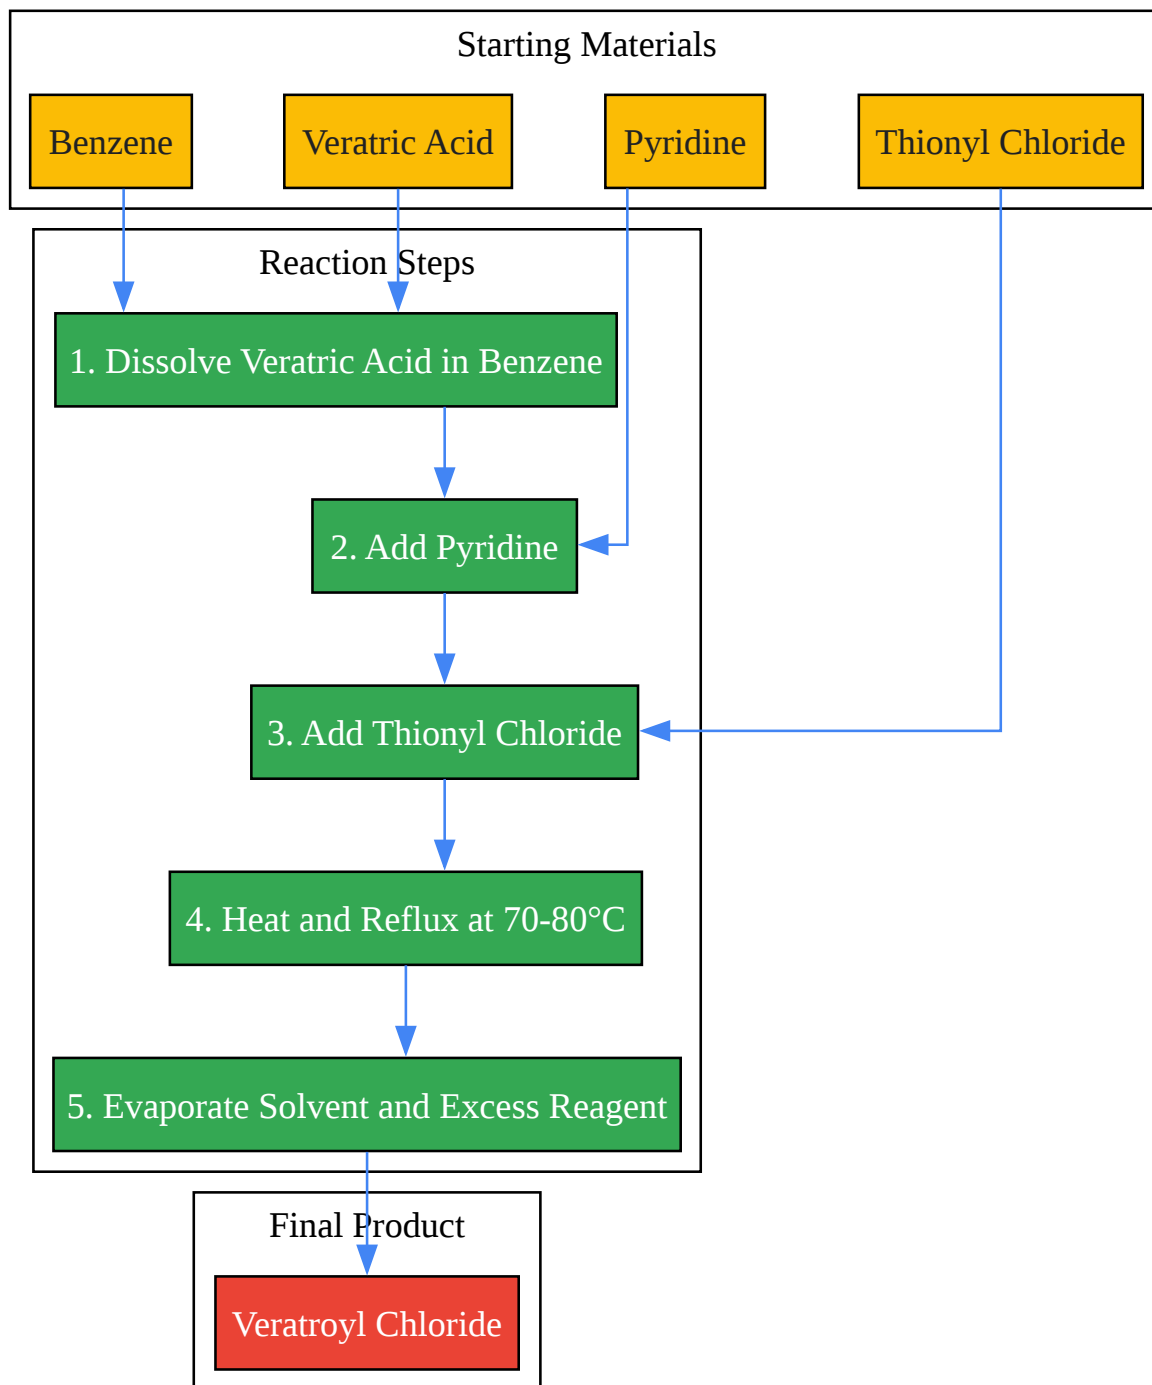 Starting Materials
Benzene
Veratric Acid
Pyridine
Thionyl Chloride
Reaction Steps
1. Dissolve Veratric Acid in Benzene
2. Add Pyridine
3. Add Thionyl Chloride
4. Heat and Reflux at 70-80°C
5. Evaporate Solvent and Excess Reagent
Final Product
Veratroyl Chloride